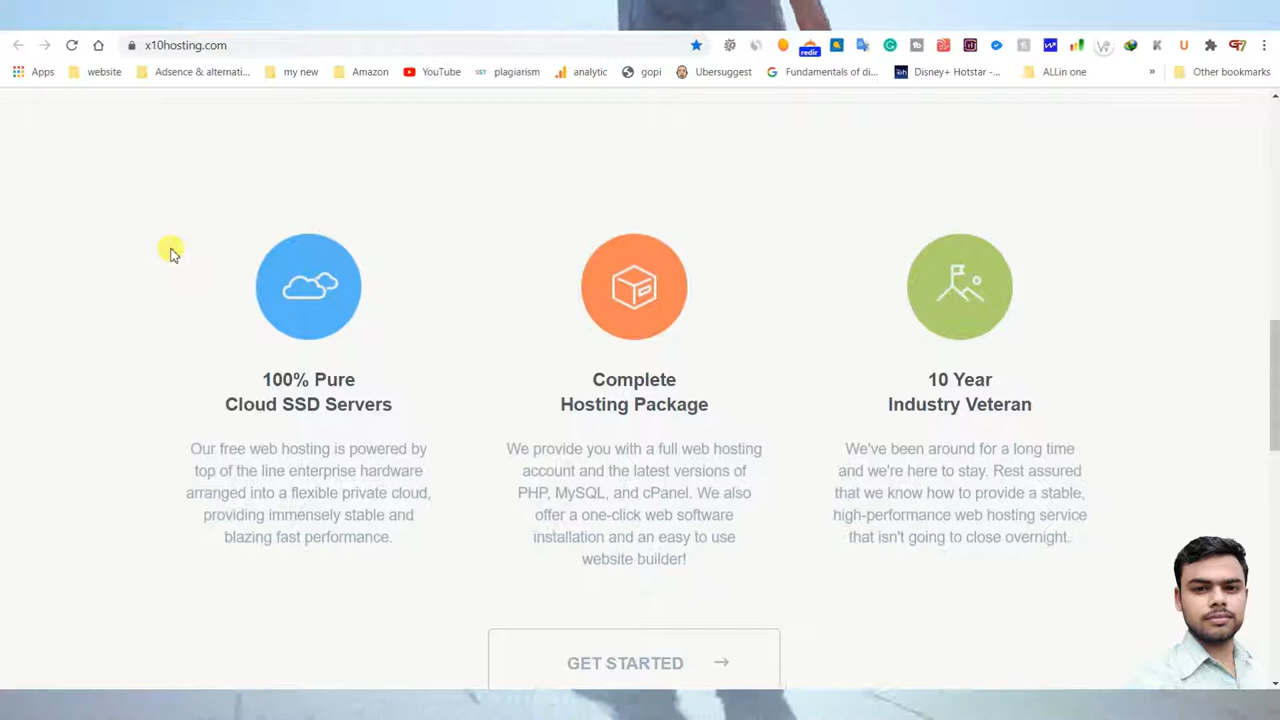 x10hosting.com
redir
Apps
website
Adsence & alternati...
my new
Amazon
YouTube
SST
plagiarism
analytic
gopi
Ubersuggest
Fundamentals of di...
Disney+ Hotstar -...
ALLin one
»
Other bookmarks
100% Pure
Cloud SSD Servers
Our free web hosting is powered by
top of the line enterprise hardware
arranged into a flexible private cloud,
providing immensely stable and
blazing fast performance.
Complete
Hosting Package
We provide you with a full web hosting
account and the latest versions of
PHP, MySQL, and cPanel. We also
offer a one-click web software
installation and an easy to use
website builder!
10 Year
Industry Veteran
We've been around for a long time
and we're here to stay. Rest assured
that we know how to provide a stable,
high-performance web hosting service
that isn't going to close overnight.
GET STARTED →